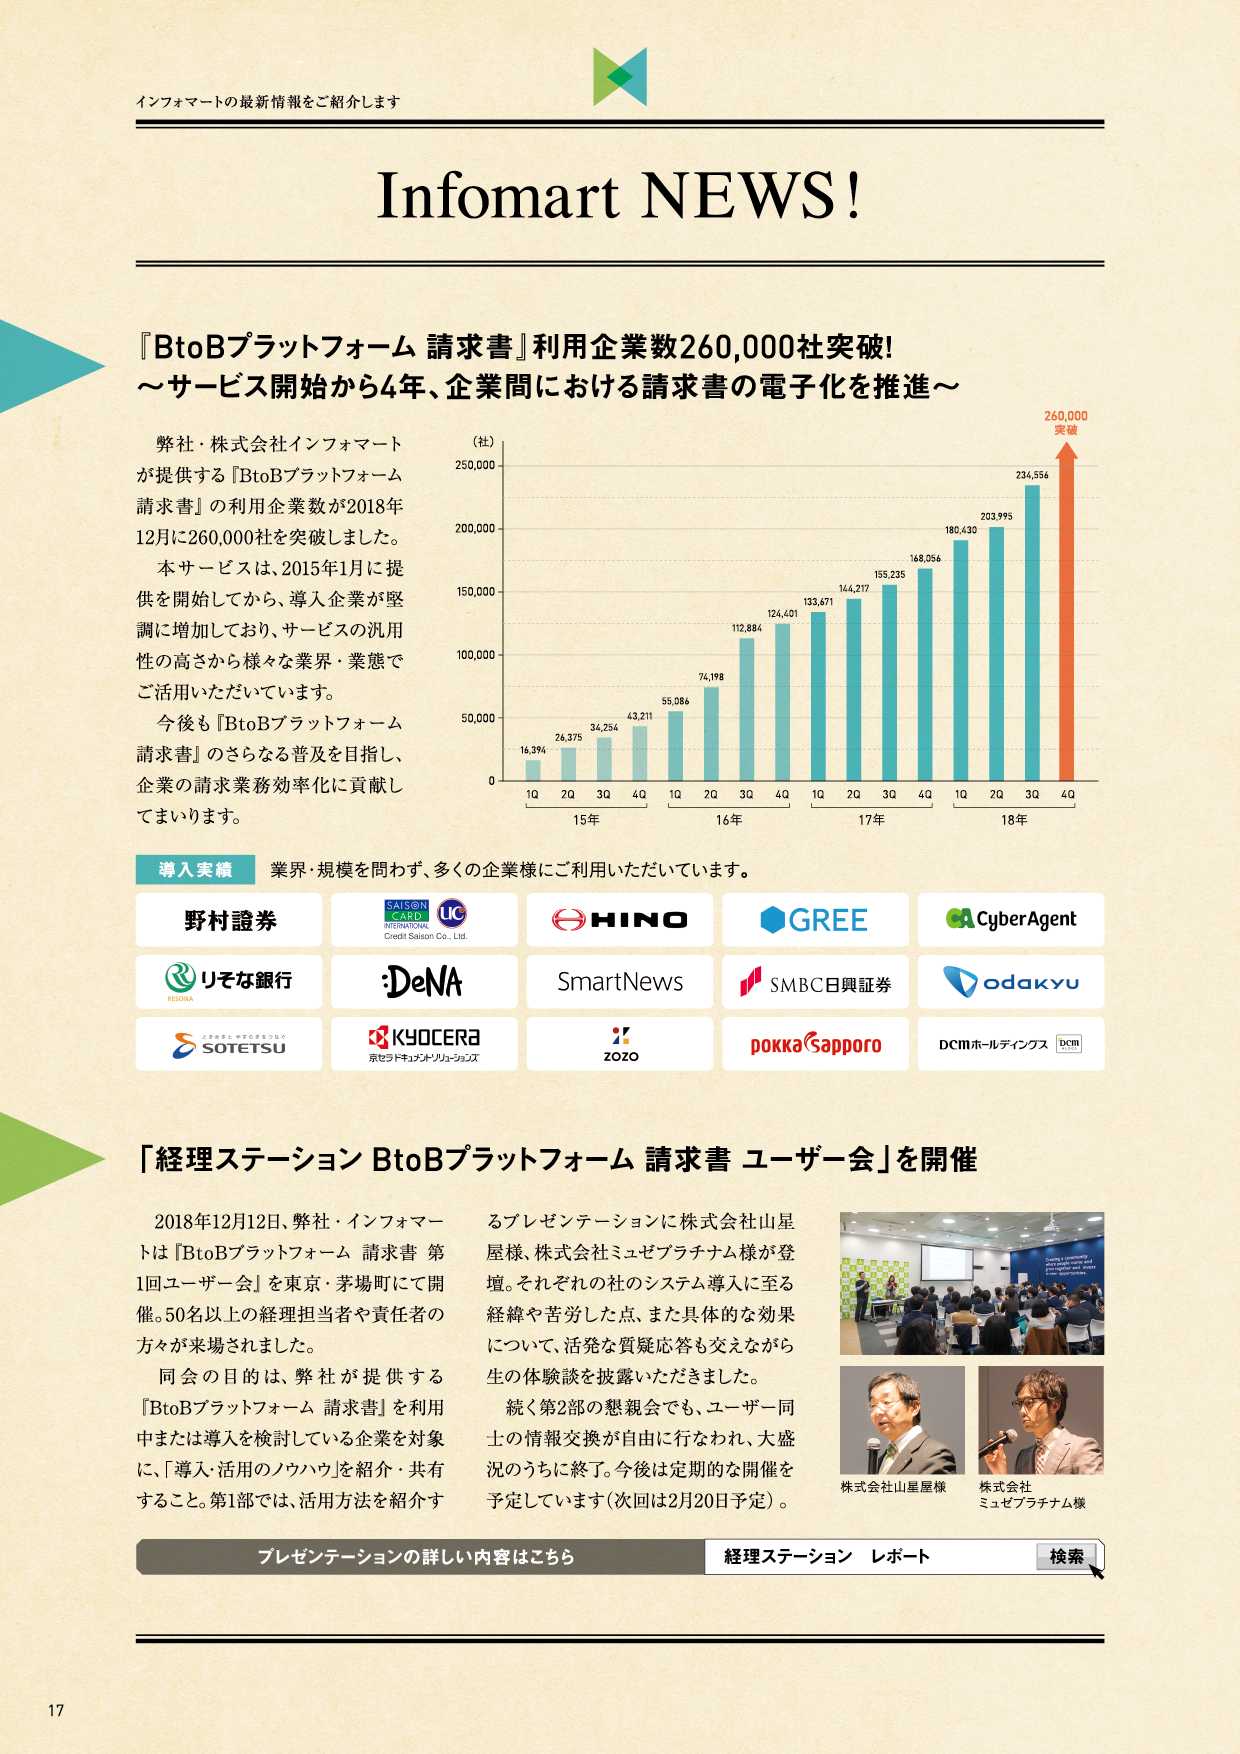 インフォマートの最新情報をご紹介します
Infomart NEWS!
『BtoBプラットフォーム 請求書』利用企業数260,000社突破!
〜サービス開始から4年、企業間における請求書の電子化を推進〜
弊社・株式会社インフォマート
が提供する『BtoBプラットフォーム
請求書』の利用企業数が2018年
12月に260,000社を突破しました。
本サービスは、2015年1月に提
供を開始してから、導入企業が堅
調に増加しており、サービスの汎用
性の高さから様々な業界・業態で
ご活用いただいています。
今後も『BtoBプラットフォーム
請求書』のさらなる普及を目指し、
企業の請求業務効率化に貢献し
てまいります。
(社)
250,000
200,000
150,000
100,000
50,000
0
16,394
26,375
34,254
43,211
55,086
74,198
112,884
124,401
133,671
144,217
155,235
168,056
180,430
203,995
234,556
260,000
突破
1Q 2Q 3Q 4Q 1Q 2Q 3Q 4Q 1Q 2Q 3Q 4Q 1Q 2Q 3Q 4Q
15年 16年 17年 18年
導入実績 業界・規模を問わず、多くの企業様にご利用いただいています。
野村證券
SAISON
CARD
INTERNATIONAL
UC
Credit Saison Co., Ltd.
HINO
GREE
CA CyberAgent
りそな銀行
RESONA
DeNA
SmartNews
SMBC日興証券
odakyu
SOTETSU
KYOCERA
京セラドキュメントソリューションズ
ZOZO
pokka sapporo
DCMホールディングス DCM
「経理ステーション BtoBプラットフォーム 請求書 ユーザー会」を開催
2018年12月12日、弊社・インフォマー
トは『BtoBプラットフォーム 請求書 第
1回ユーザー会』を東京・茅場町にて開
催。50名以上の経理担当者や責任者の
方々が来場されました。
同会の目的は、弊社が提供する
『BtoBプラットフォーム 請求書』を利用
中または導入を検討している企業を対象
に、「導入・活用のノウハウ」を紹介・共有
すること。第1部では、活用方法を紹介す
るプレゼンテーションに株式会社山星
屋様、株式会社ミュゼプラチナム様が登
壇。それぞれの社のシステム導入に至る
経緯や苦労した点、また具体的な効果
について、活発な質疑応答も交えながら
生の体験談を披露いただきました。
続く第2部の懇親会でも、ユーザー同
士の情報交換が自由に行なわれ、大盛
況のうちに終了。今後は定期的な開催を
予定しています(次回は2月20日予定)。
株式会社山星屋様
株式会社
ミュゼプラチナム様
プレゼンテーションの詳しい内容はこちら
経理ステーション レポート
検索
17